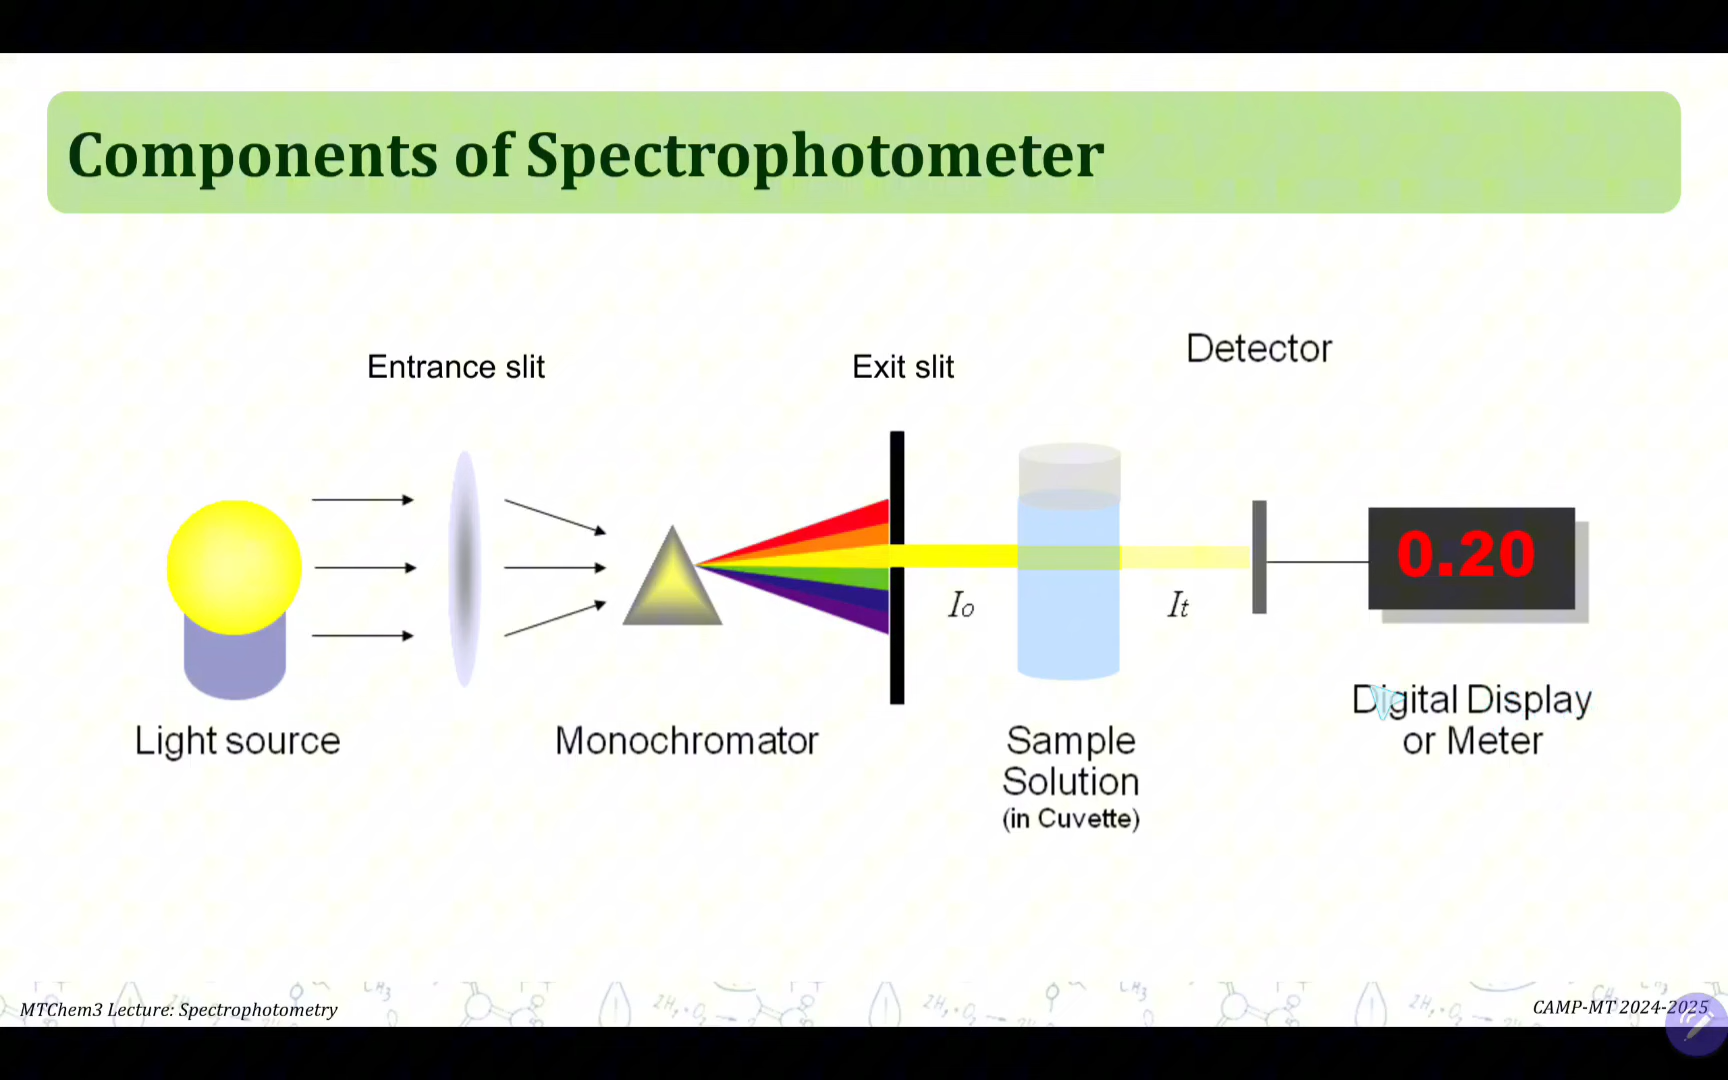 Components of Spectrophotometer
Entrance slit
Exit slit
Detector
Io
It
0.20
Light source
Monochromator
Sample
Solution
(in Cuvette)
Digital Display
or Meter
MTChem3 Lecture: Spectrophotometry
CAMP-MT 2024-2025